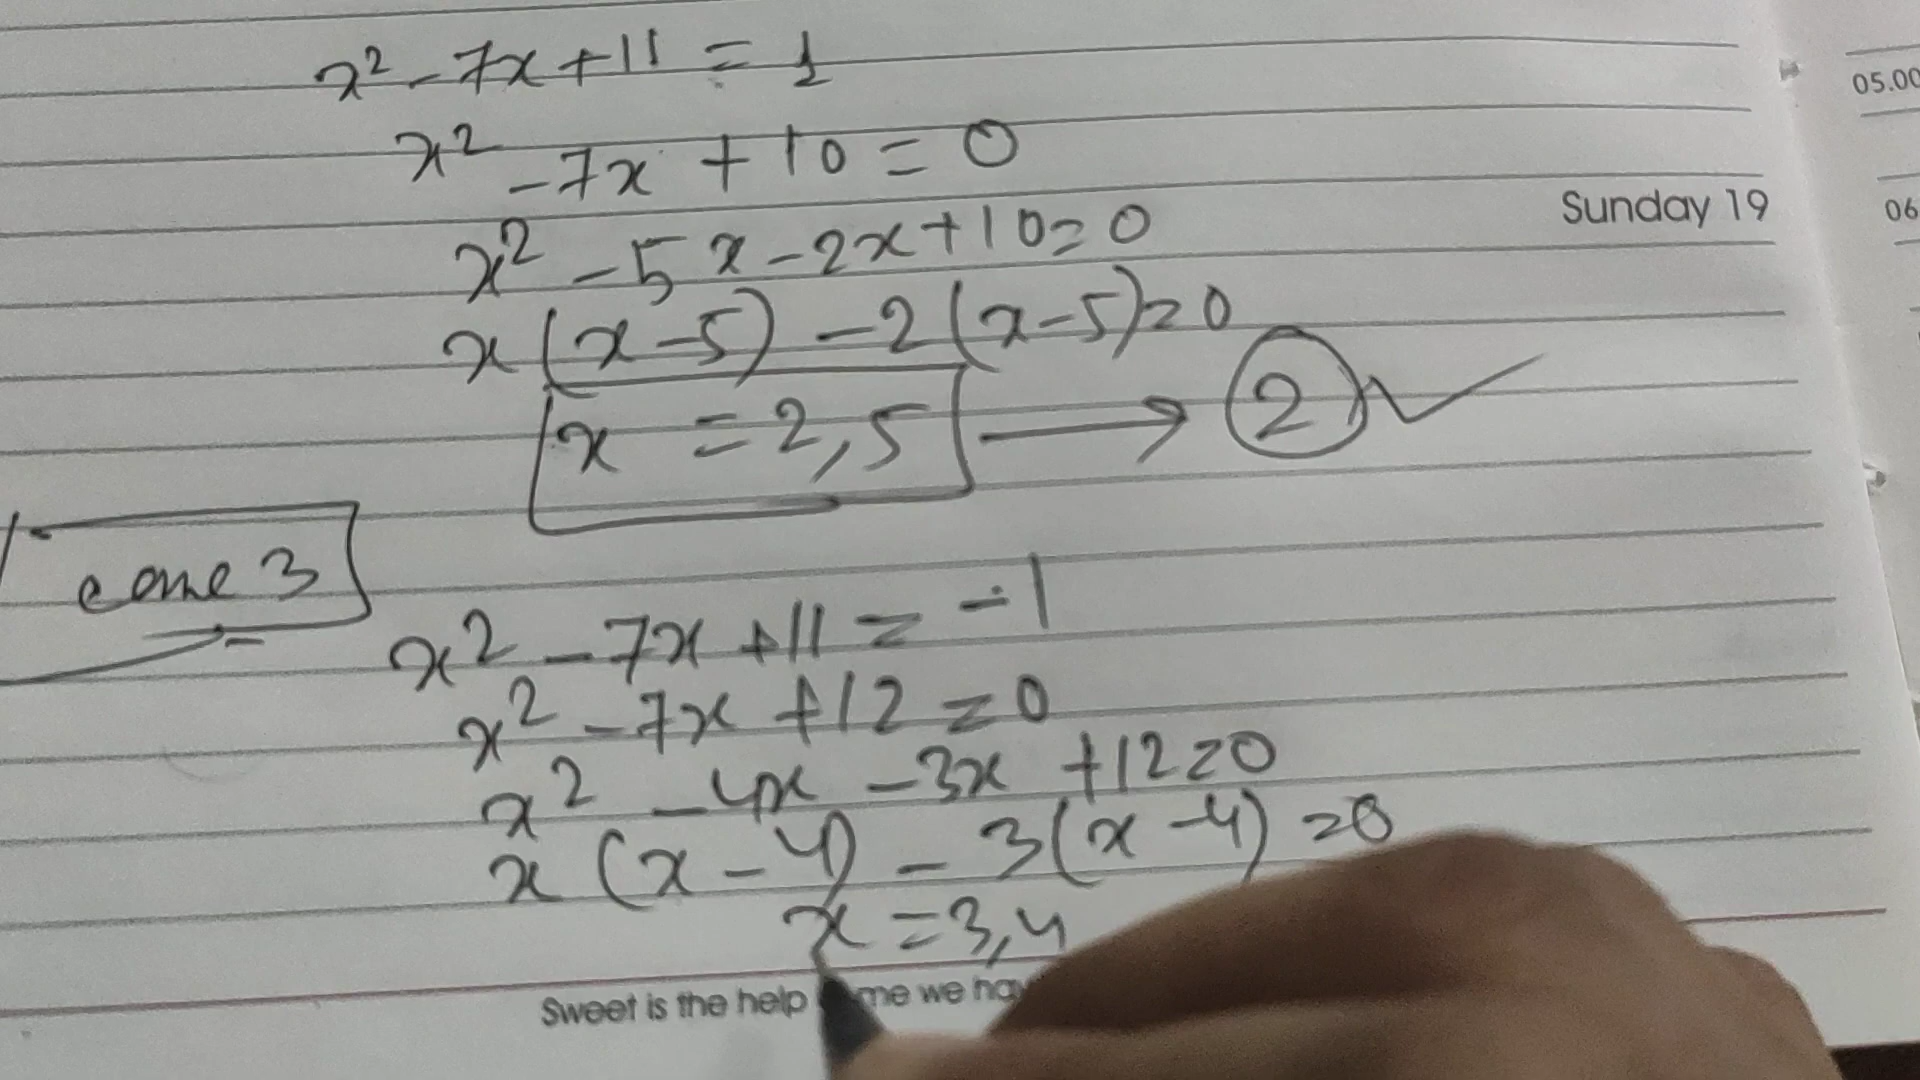 x² - 7x + 11 = 1
05.00
x² - 7x + 10 = 0
Sunday 19
06
x² - 5x - 2x + 10 = 0
x(x-5) - 2(x-5) = 0
x = 2,5 → 2 ✓
case 3
x² - 7x + 11 = -1
x² - 7x + 12 = 0
x² - 4x - 3x + 12 = 0
x(x-4) - 3(x-4) = 0
x = 3,4
Sweet is the help me we